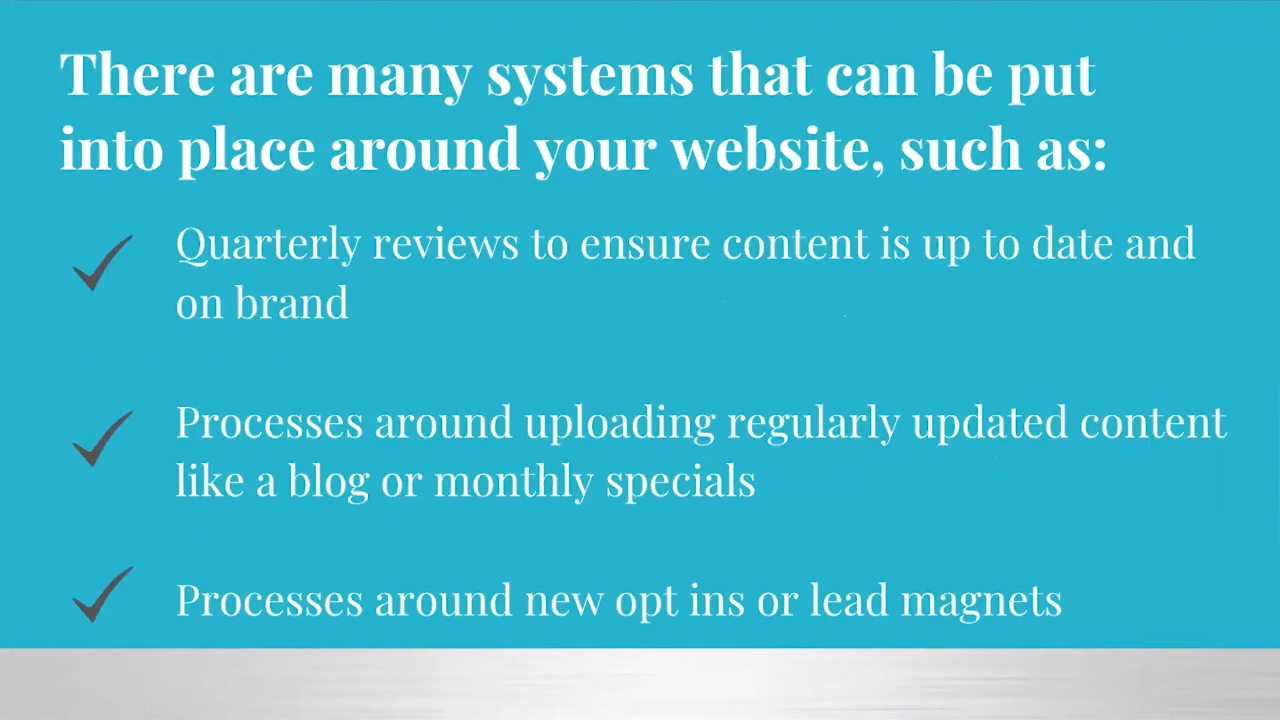 There are many systems that can be put
into place around your website, such as:
Quarterly reviews to ensure content is up to date and
on brand
Processes around uploading regularly updated content
like a blog or monthly specials
Processes around new opt ins or lead magnets